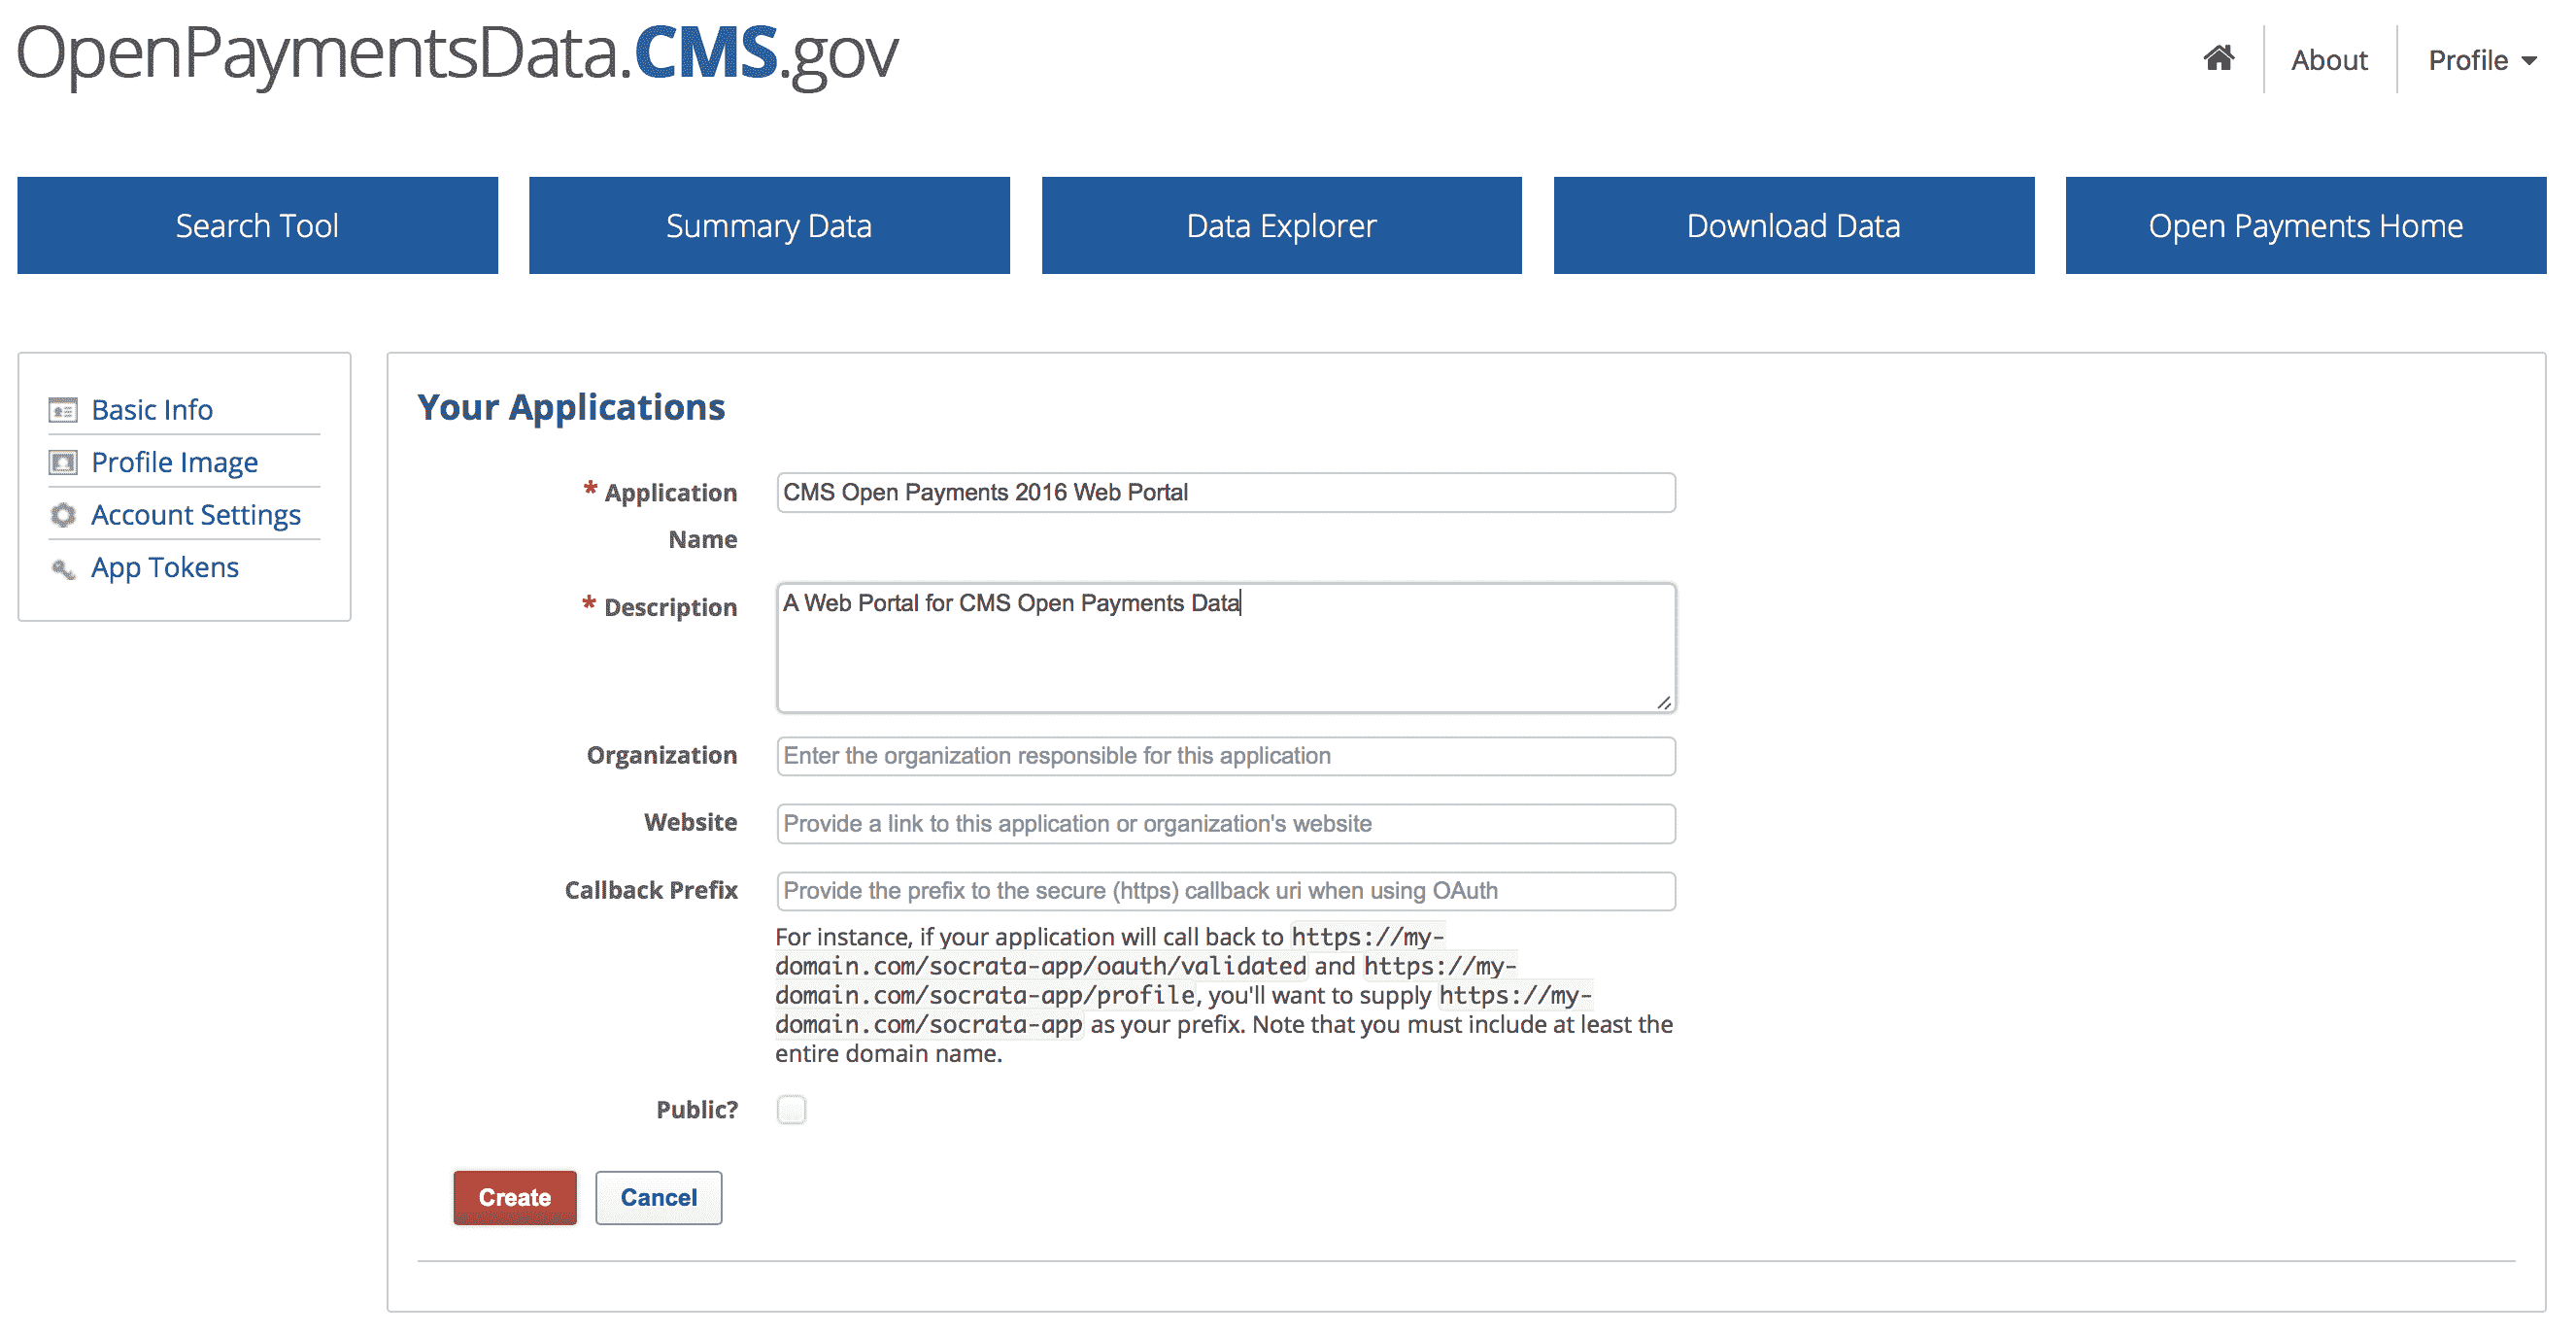 OpenPaymentsData.CMS.gov
About
Profile
Search Tool
Summary Data
Data Explorer
Download Data
Open Payments Home
Basic Info
Profile Image
Account Settings
App Tokens
Your Applications
* Application
Name
CMS Open Payments 2016 Web Portal
* Description
A Web Portal for CMS Open Payments Data
Organization
Enter the organization responsible for this application
Website
Provide a link to this application or organization's website
Callback Prefix
Provide the prefix to the secure (https) callback uri when using OAuth
For instance, if your application will call back to https://my-
domain.com/socrata-app/oauth/validated and https://my-
domain.com/socrata-app/profile, you'll want to supply https://my-
domain.com/socrata-app as your prefix. Note that you must include at least the
entire domain name.
Public?
Create
Cancel